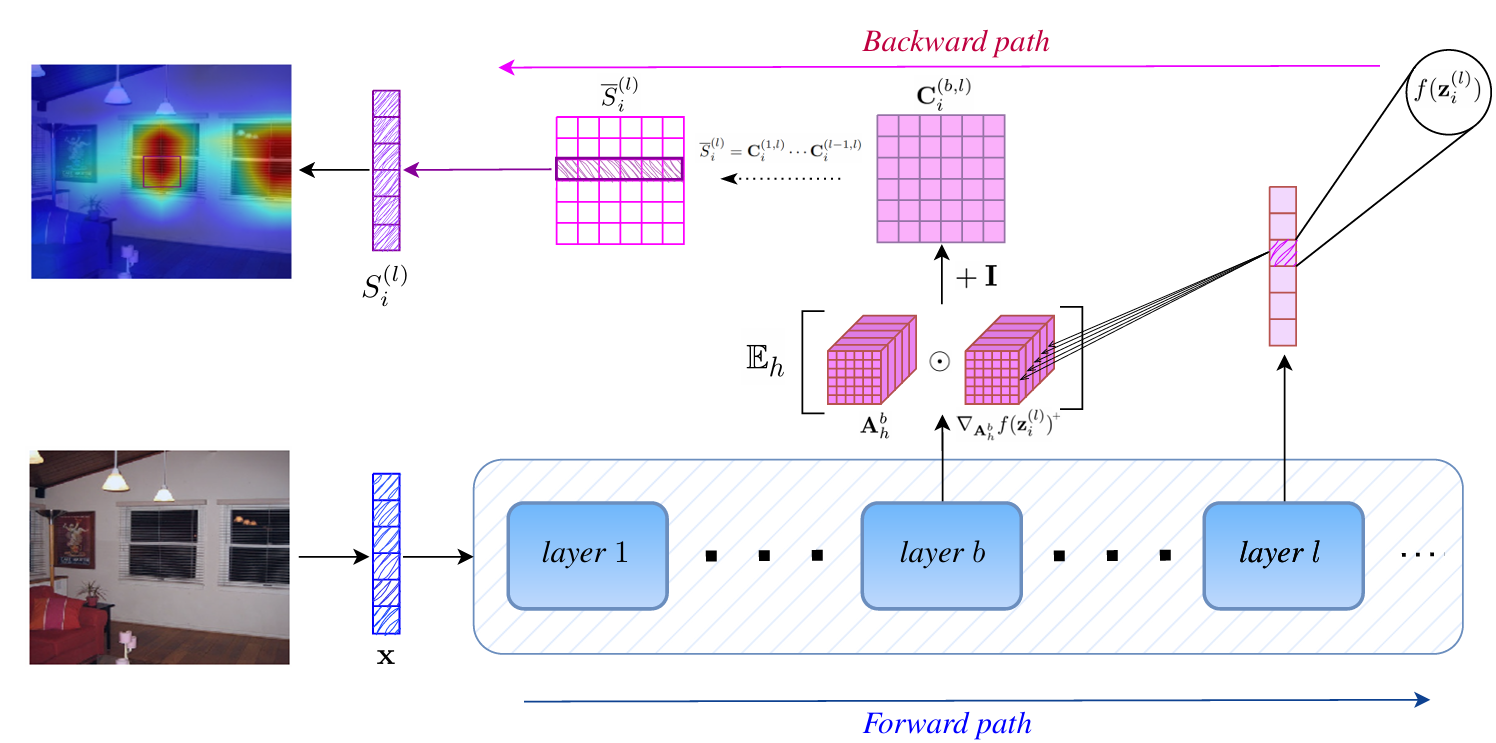 Backward path
$f(\mathbf{z}_i^{(l)})$
$\overline{S}_i^{(l)}$
$\mathbf{C}_i^{(b,l)}$
$\overline{S}_i^{(l)} = \mathbf{C}_i^{(1,l)} \cdots \mathbf{C}_i^{(l-1,l)}$
$S_i^{(l)}$
$+ \mathbf{I}$
$\mathbb{E}_h$
$\odot$
$\mathbf{A}_h^b$
$\nabla_{\mathbf{A}_h^b} f(\mathbf{z}_i^{(l)})^+$
layer 1
layer b
layer l
$\mathbf{x}$
Forward path